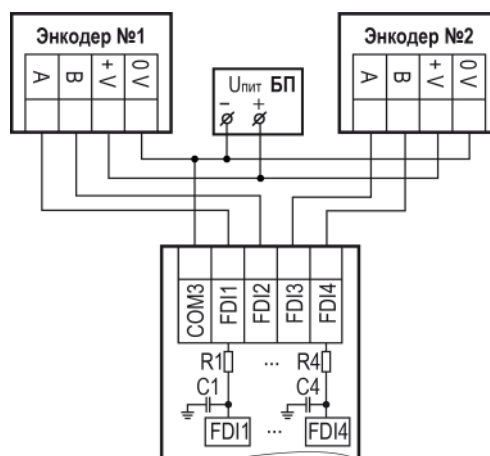 Энкодер №1
A B +V 0V
Uпит БП
− +
Энкодер №2
A B +V 0V
COM3 FDI1 FDI2 FDI3 FDI4
R1 ... R4
C1 C4
FDI1 ... FDI4